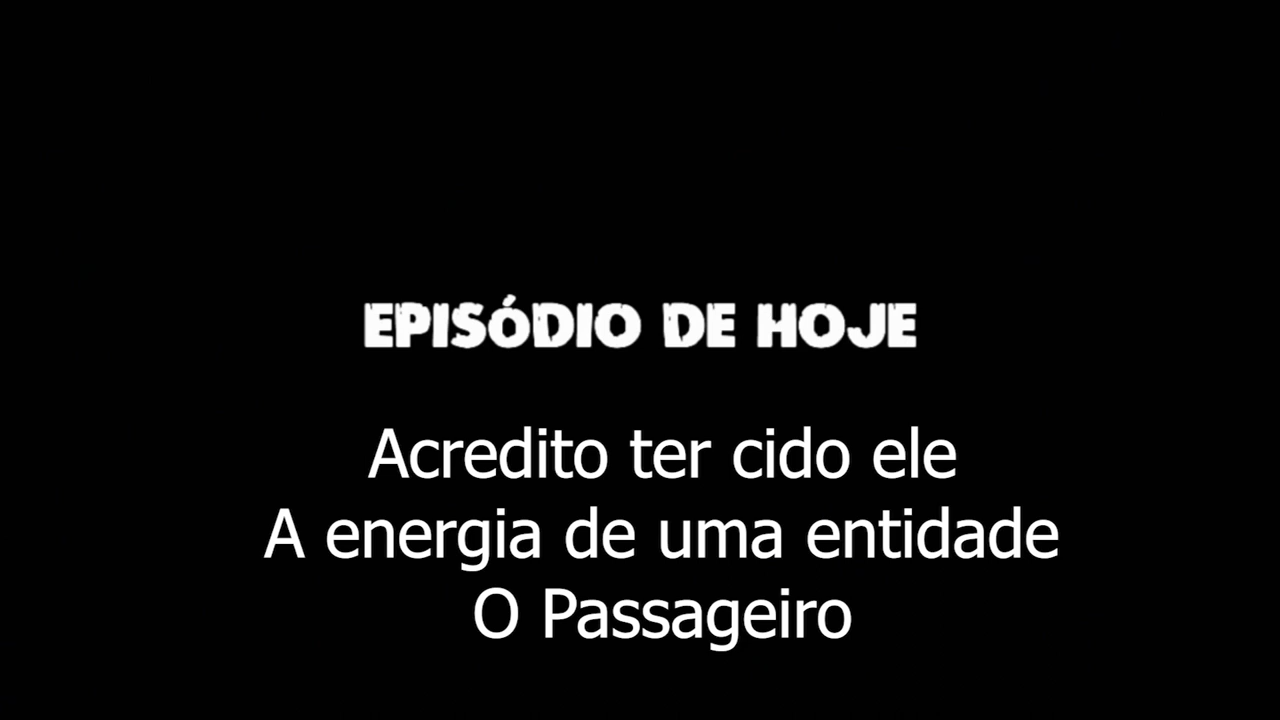 EPISÓDIO DE HOJE
Acredito ter cido ele
A energia de uma entidade
O Passageiro